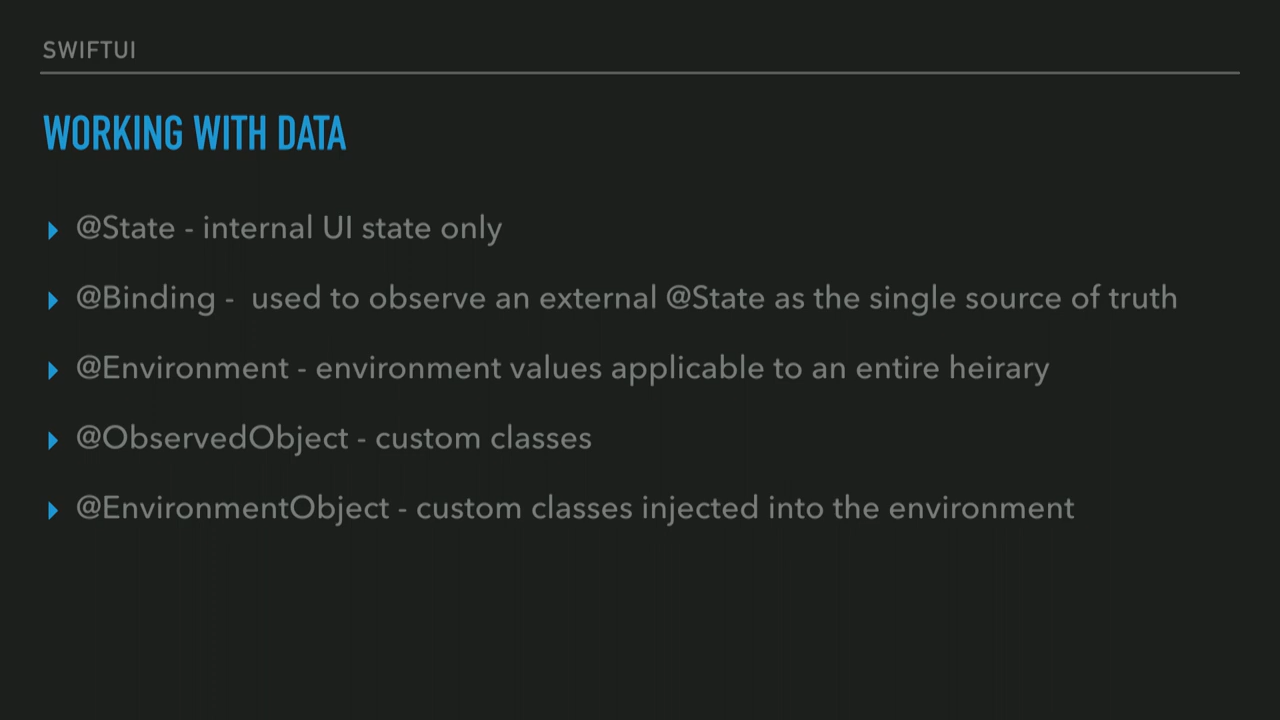 SWIFTUI
WORKING WITH DATA
@State - internal UI state only
@Binding -  used to observe an external @State as the single source of truth
@Environment - environment values applicable to an entire heirary
@ObservedObject - custom classes
@EnvironmentObject - custom classes injected into the environment